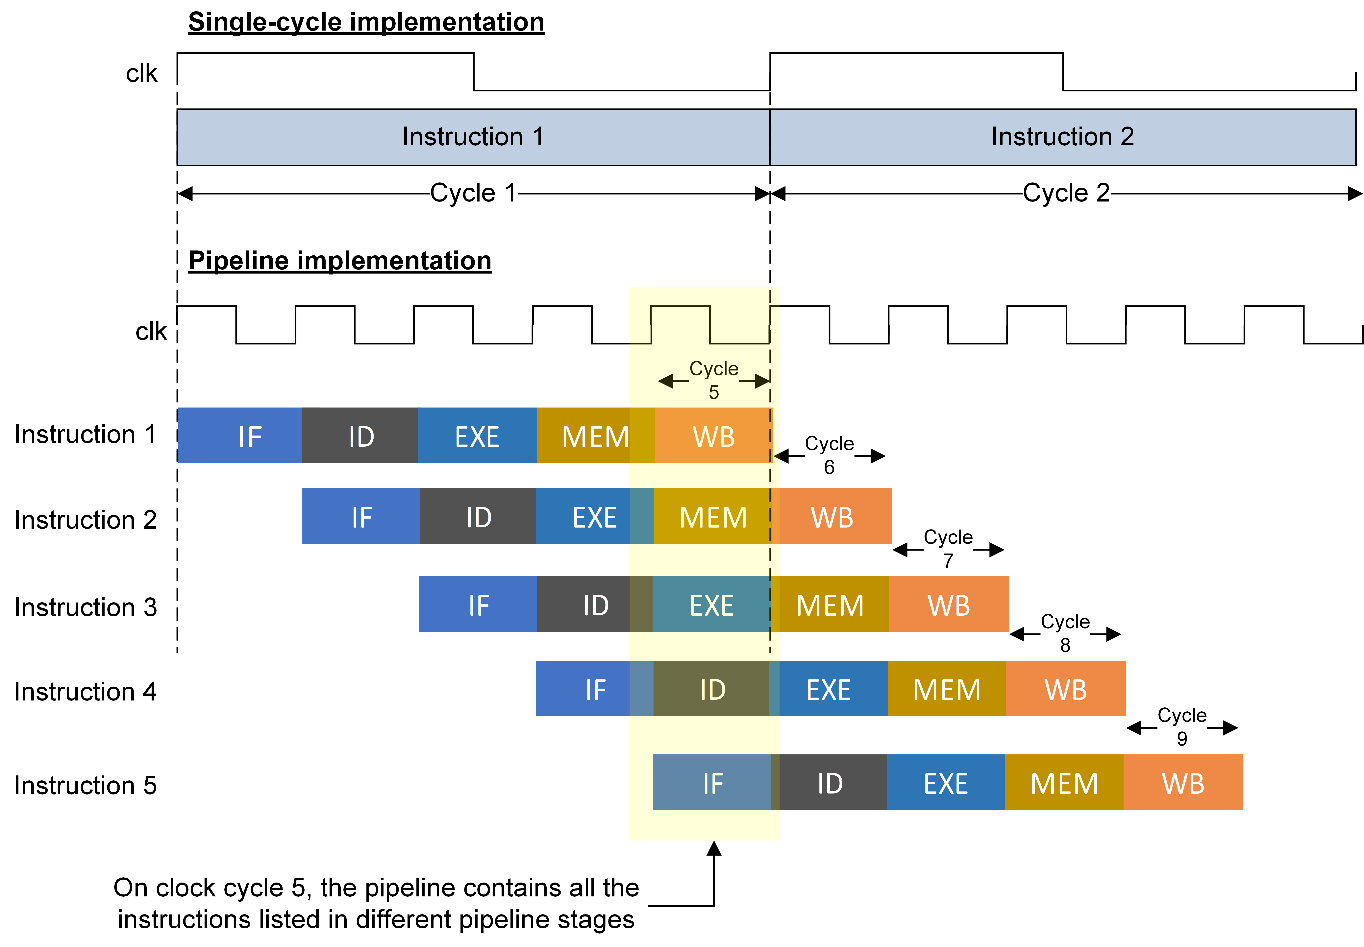 Single-cycle implementation
clk
Instruction 1
Instruction 2
Cycle 1
Cycle 2
Pipeline implementation
clk
Cycle
5
Instruction 1
IF
ID
EXE
MEM
WB
Cycle
6
Instruction 2
IF
ID
EXE
MEM
WB
Cycle
7
Instruction 3
IF
ID
EXE
MEM
WB
Cycle
8
Instruction 4
IF
ID
EXE
MEM
WB
Cycle
9
Instruction 5
IF
ID
EXE
MEM
WB
On clock cycle 5, the pipeline contains all the
instructions listed in different pipeline stages